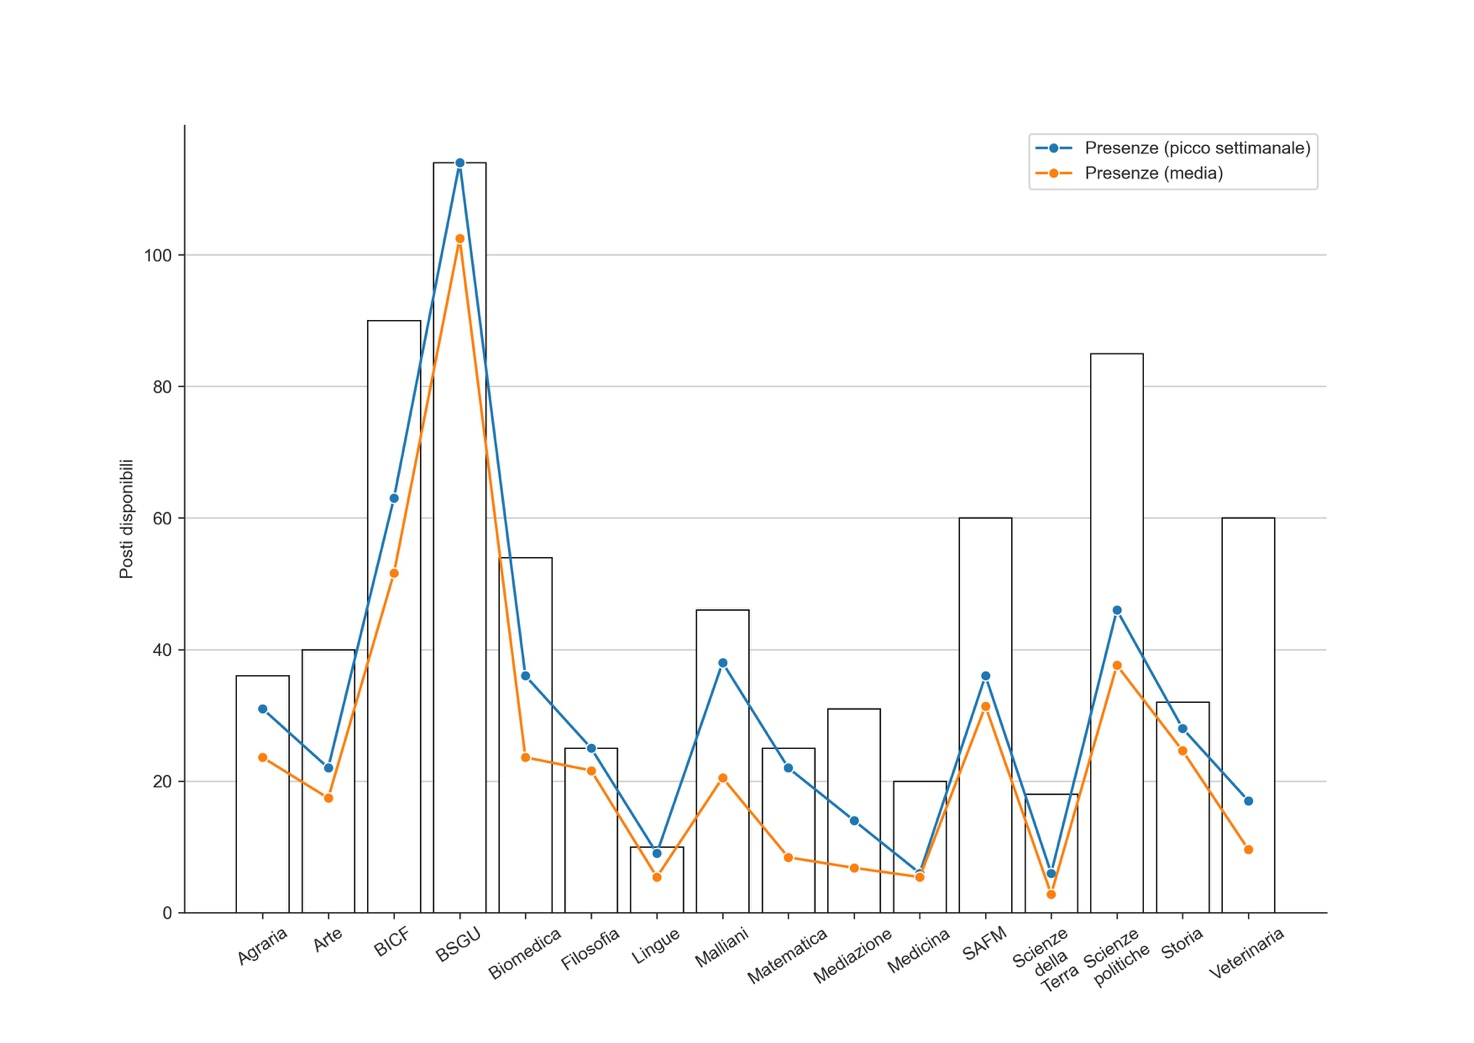 Presenze (picco settimanale)
Presenze (media)
Posti disponibili
100
80
60
40
20
0
Agraria
Arte
BICF
BSGU
Biomedica
Filosofia
Lingue
Malliani
Matematica
Mediazione
Medicina
SAFM
Scienze
della
Terra
Scienze
politiche
Storia
Veterinaria